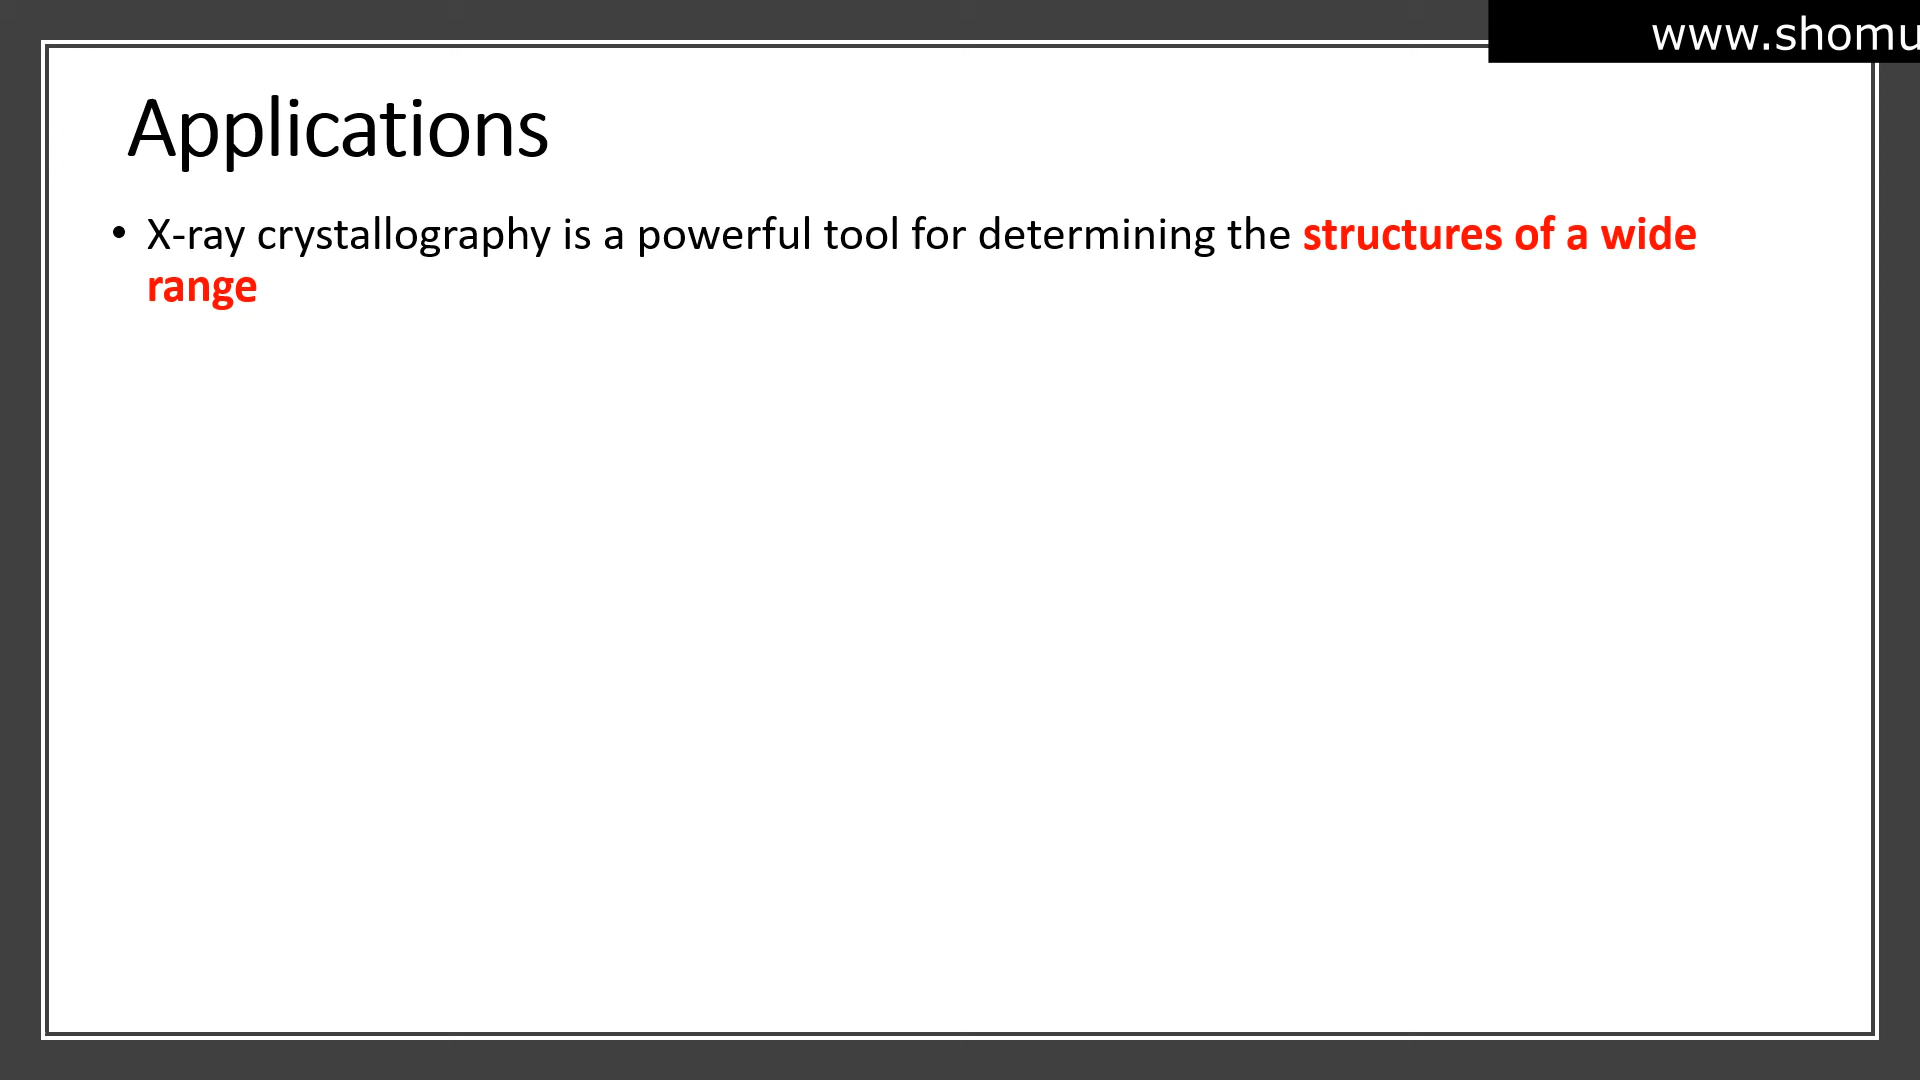 www.shomu
Applications
• X-ray crystallography is a powerful tool for determining the structures of a wide
range